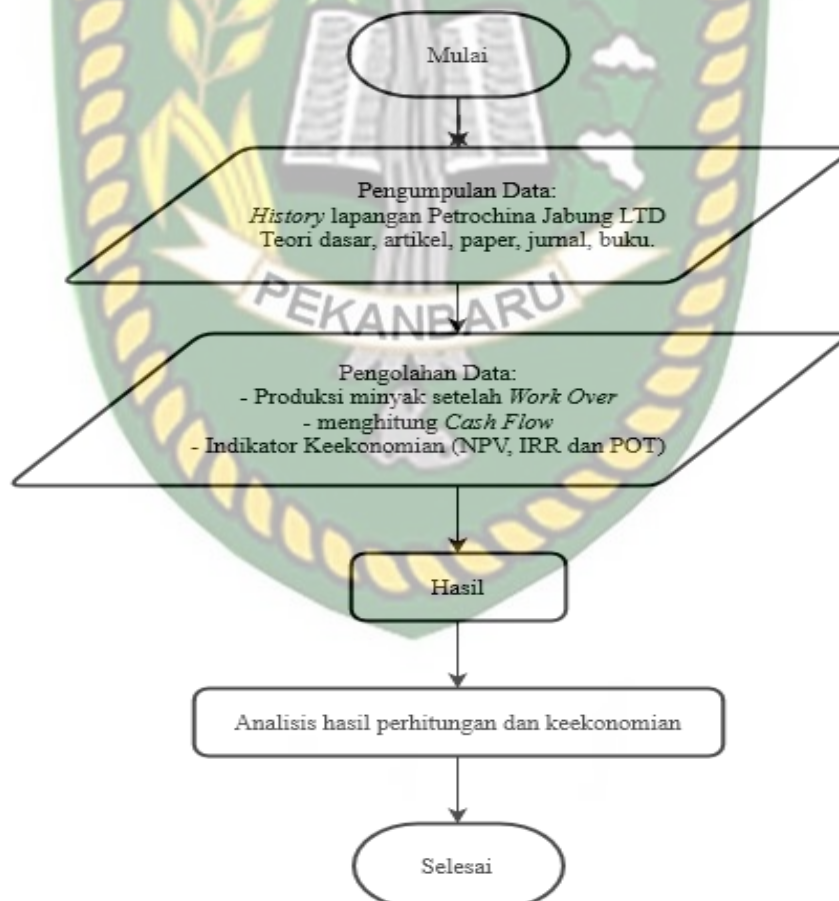 Mulai
Pengumpulan Data:
History lapangan Petrochina Jabung LTD
Teori dasar, artikel, paper, jurnal, buku.
PEKANBARU
Pengolahan Data:
- Produksi minyak setelah Work Over
- menghitung Cash Flow
- Indikator Keekonomian (NPV, IRR dan POT)
Hasil
Analisis hasil perhitungan dan keekonomian
Selesai